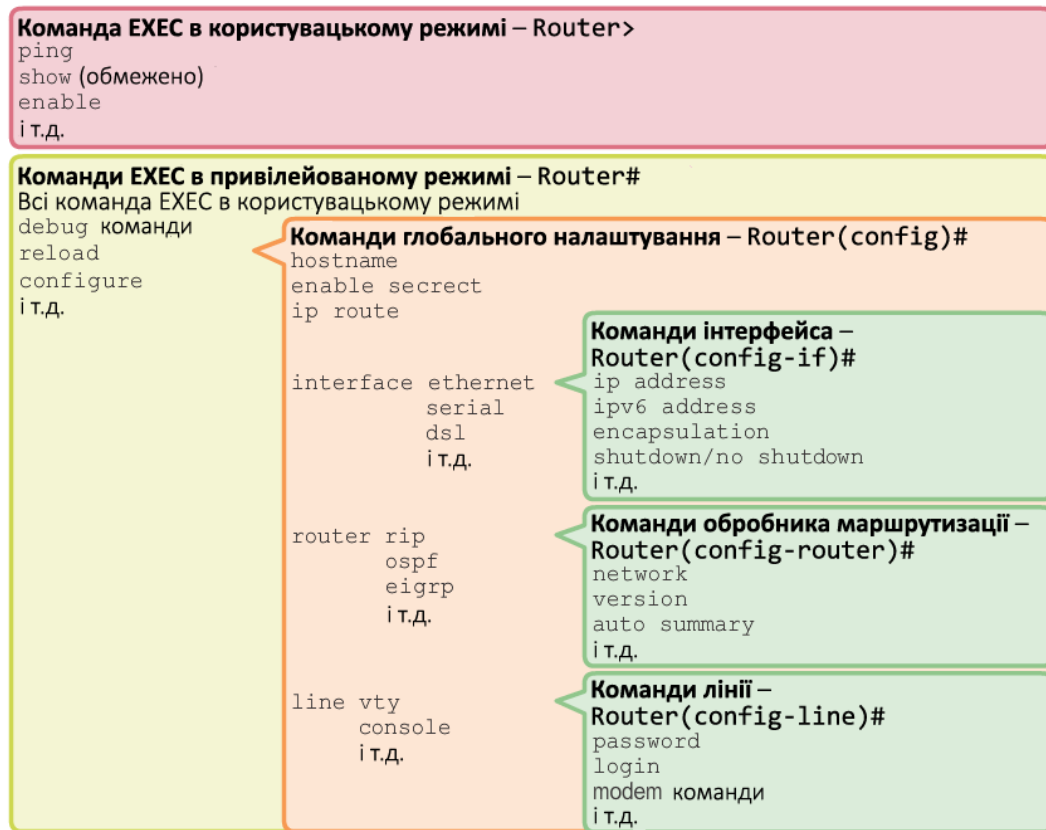 Команда EXEC в користувацькому режимі – Router>
ping
show (обмежено)
enable
і т.д.
Команди EXEC в привілейованому режимі – Router#
Всі команда EXEC в користувацькому режимі
debug команди
reload
configure
і т.д.
Команди глобального налаштування – Router(config)#
hostname
enable secrect
ip route
interface ethernet
serial
dsl
і т.д.
Команди інтерфейса –
Router(config-if)#
ip address
ipv6 address
encapsulation
shutdown/no shutdown
і т.д.
router rip
ospf
eigrp
і т.д.
Команди обробника маршрутизації –
Router(config-router)#
network
version
auto summary
і т.д.
line vty
console
і т.д.
Команди лінії –
Router(config-line)#
password
login
modem команди
і т.д.